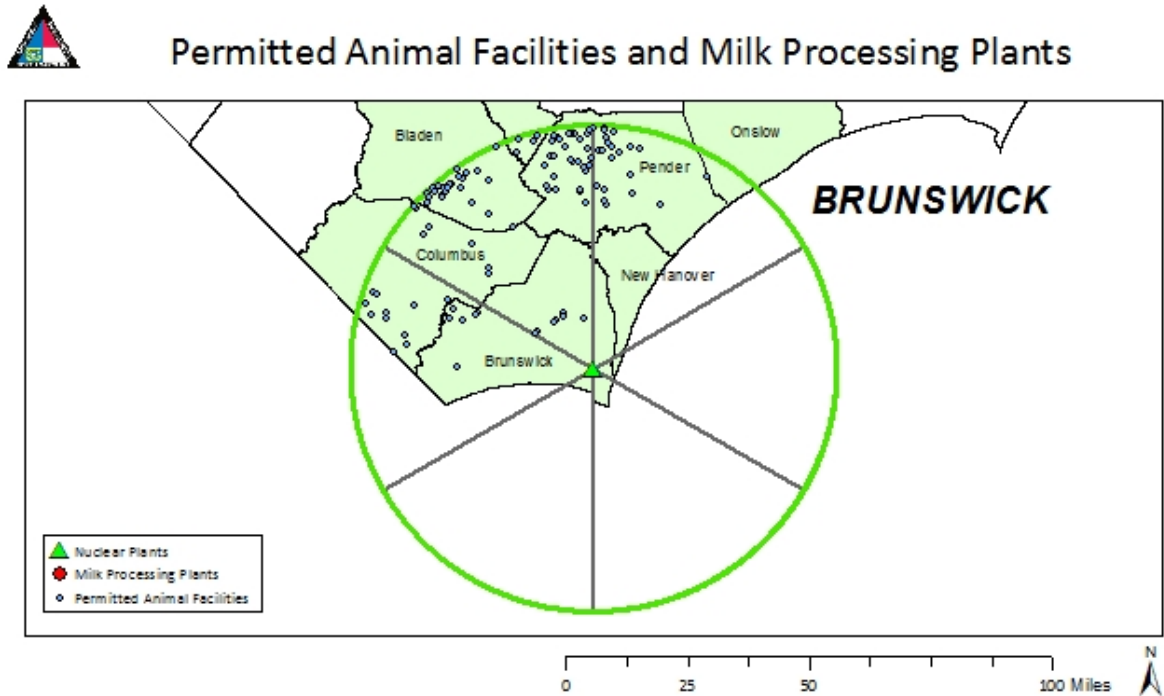 Permitted Animal Facilities and Milk Processing Plants
Bladen
Onslow
Pender
BRUNSWICK
Columbus
New Hanover
Brunswick
Nuclear Plants
Milk Processing Plants
Permitted Animal Facilities
N
0 25 50 100 Miles